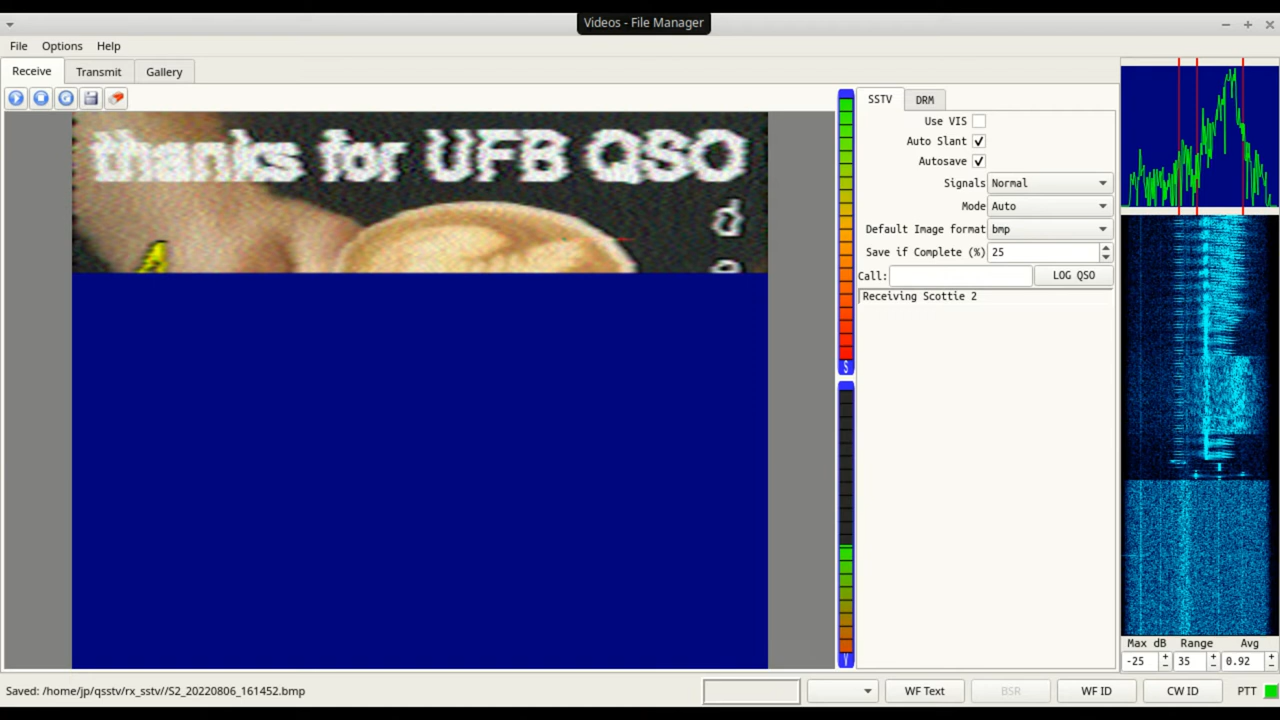 Videos - File Manager
File Options Help
Receive Transmit Gallery
thanks for UFB QSO
d
SSTV DRM
Use VIS
Auto Slant
Autosave
Signals Normal
Mode Auto
Default Image format bmp
Save if Complete (%) 25
Call: LOG QSO
Receiving Scottie 2
S
V
Max dB Range Avg
-25 35 0.92
Saved: /home/jp/qsstv/rx_sstv//S2_20220806_161452.bmp
WF Text BSR WF ID CW ID PTT